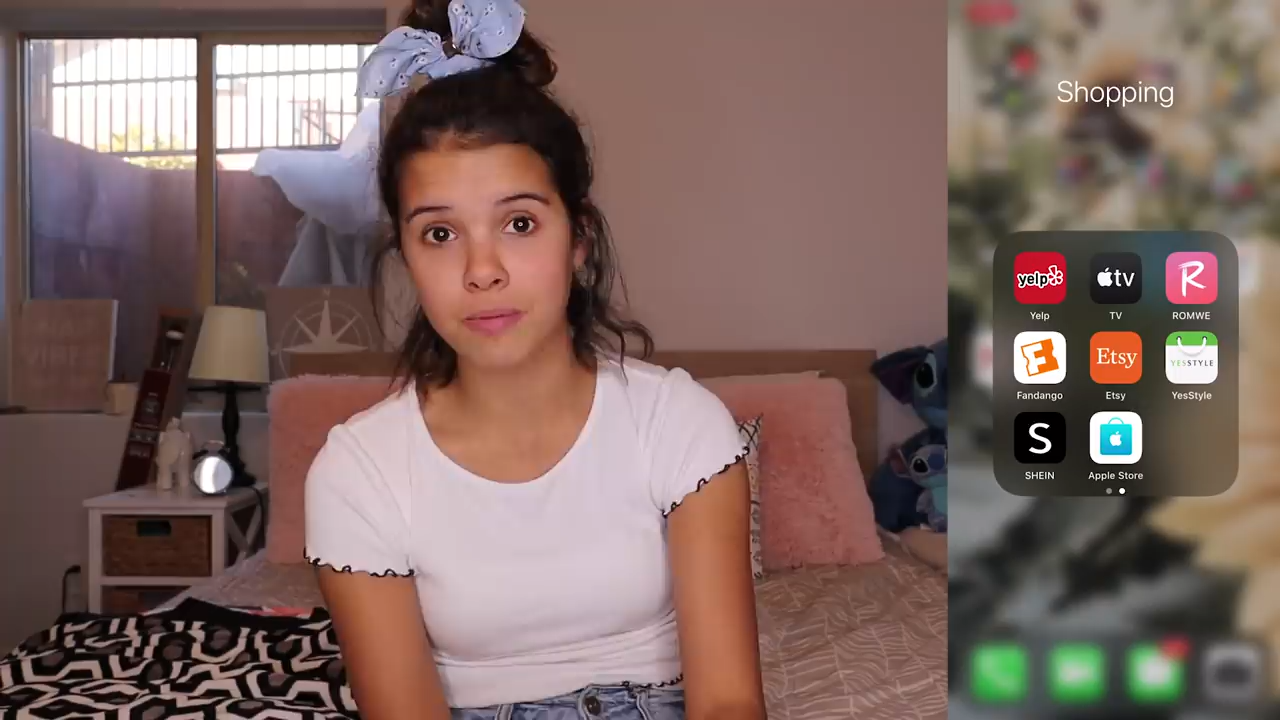 Shopping
yelp
tv
R
Yelp
TV
ROMWE
Etsy
YESSTYLE
Fandango
Etsy
YesStyle
S
SHEIN
Apple Store